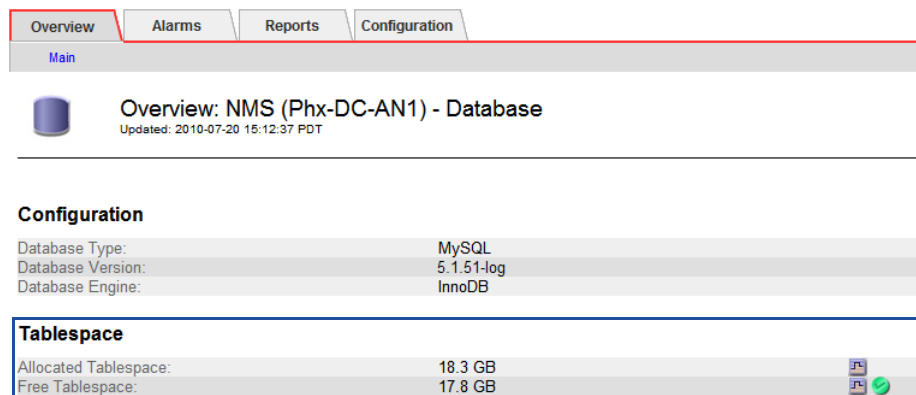 Overview Alarms Reports Configuration
Main
Overview: NMS (Phx-DC-AN1) - Database
Updated: 2010-07-20 15:12:37 PDT
Configuration
Database Type: MySQL
Database Version: 5.1.51-log
Database Engine: InnoDB
Tablespace
Allocated Tablespace: 18.3 GB
Free Tablespace: 17.8 GB